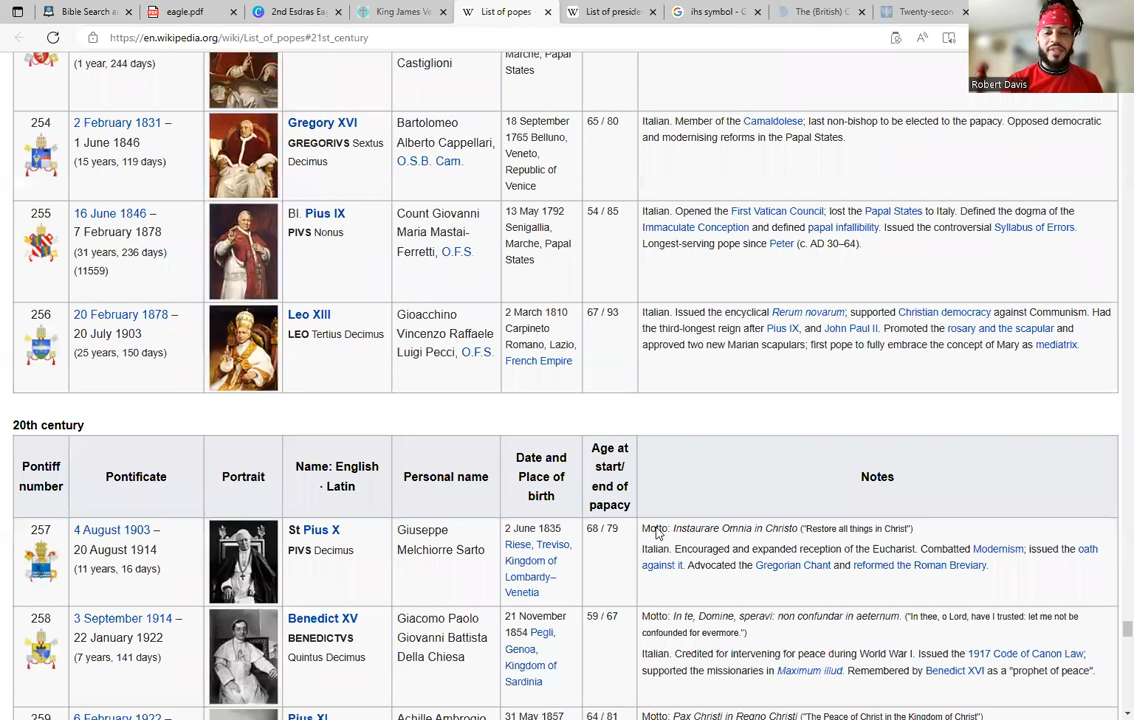 Bible Search a
eagle.pdf
2nd Esdras Ea
King James Ve
List of popes
List of preside
ihs symbol - G
The (British) G
Twenty-secon
https://en.wikipedia.org/wiki/List_of_popes#21st_century
Robert Davis
(1 year, 244 days)
Castiglioni
Marche, Papal
States
254
2 February 1831 –
1 June 1846
(15 years, 119 days)
Gregory XVI
GREGORIVS Sextus
Decimus
Bartolomeo
Alberto Cappellari,
O.S.B. Cam.
18 September
1765 Belluno,
Veneto,
Republic of
Venice
65 / 80
Italian. Member of the Camaldolese; last non-bishop to be elected to the papacy. Opposed democratic
and modernising reforms in the Papal States.
255
16 June 1846 –
7 February 1878
(31 years, 236 days)
(11559)
Bl. Pius IX
PIVS Nonus
Count Giovanni
Maria Mastai-
Ferretti, O.F.S.
13 May 1792
Senigallia,
Marche, Papal
States
54 / 85
Italian. Opened the First Vatican Council; lost the Papal States to Italy. Defined the dogma of the
Immaculate Conception and defined papal infallibility. Issued the controversial Syllabus of Errors.
Longest-serving pope since Peter (c. AD 30–64).
256
20 February 1878 –
20 July 1903
(25 years, 150 days)
Leo XIII
LEO Tertius Decimus
Gioacchino
Vincenzo Raffaele
Luigi Pecci, O.F.S.
2 March 1810
Carpineto
Romano, Lazio,
French Empire
67 / 93
Italian. Issued the encyclical Rerum novarum; supported Christian democracy against Communism. Had
the third-longest reign after Pius IX, and John Paul II. Promoted the rosary and the scapular and
approved two new Marian scapulars; first pope to fully embrace the concept of Mary as mediatrix.
20th century
Pontiff
number
Pontificate
Portrait
Name: English
· Latin
Personal name
Date and
Place of
birth
Age at
start/
end of
papacy
Notes
257
4 August 1903 –
20 August 1914
(11 years, 16 days)
St Pius X
PIVS Decimus
Giuseppe
Melchiorre Sarto
2 June 1835
Riese, Treviso,
Kingdom of
Lombardy–
Venetia
68 / 79
Motto: Instaurare Omnia in Christo ("Restore all things in Christ")
Italian. Encouraged and expanded reception of the Eucharist. Combatted Modernism; issued the oath
against it. Advocated the Gregorian Chant and reformed the Roman Breviary.
258
3 September 1914 –
22 January 1922
(7 years, 141 days)
Benedict XV
BENEDICTVS
Quintus Decimus
Giacomo Paolo
Giovanni Battista
Della Chiesa
21 November
1854 Pegli,
Genoa,
Kingdom of
Sardinia
59 / 67
Motto: In te, Domine, speravi: non confundar in aeternum. ("In thee, o Lord, have I trusted: let me not be
confounded for evermore.")
Italian. Credited for intervening for peace during World War I. Issued the 1917 Code of Canon Law;
supported the missionaries in Maximum illud. Remembered by Benedict XVI as a "prophet of peace".
259
6 February 1922 –
Pius XI
Achille Ambrogio
31 May 1857
64 / 81
Motto: Pax Christi in Regno Christi ("The Peace of Christ in the Kingdom of Christ")